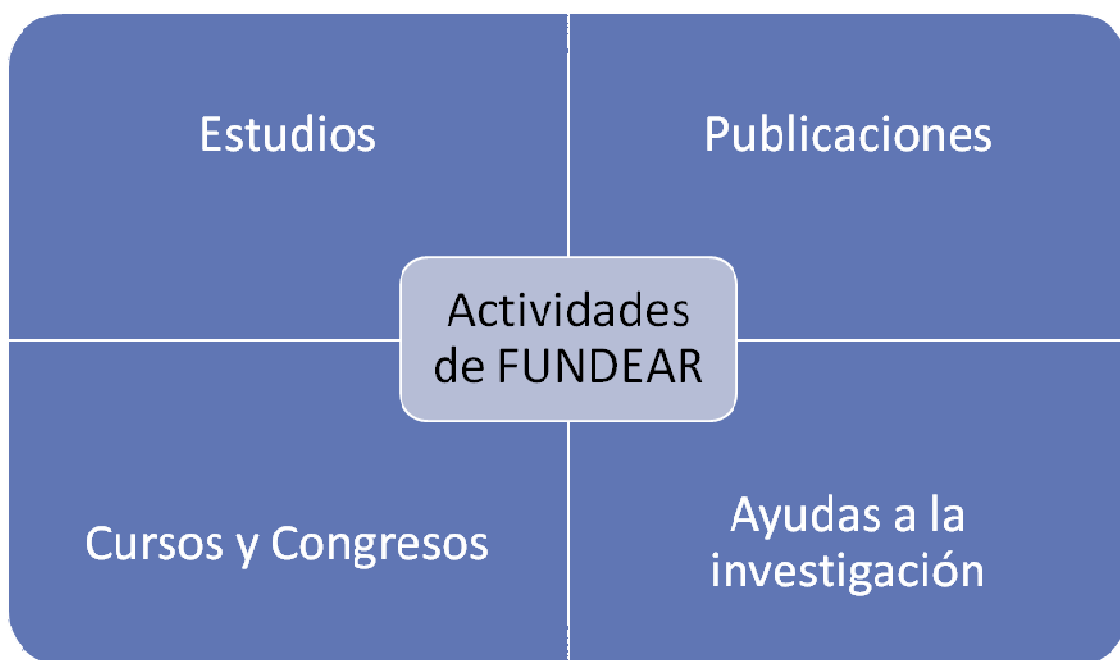 Estudios
Publicaciones
Actividades
de FUNDEAR
Cursos y Congresos
Ayudas a la
investigación